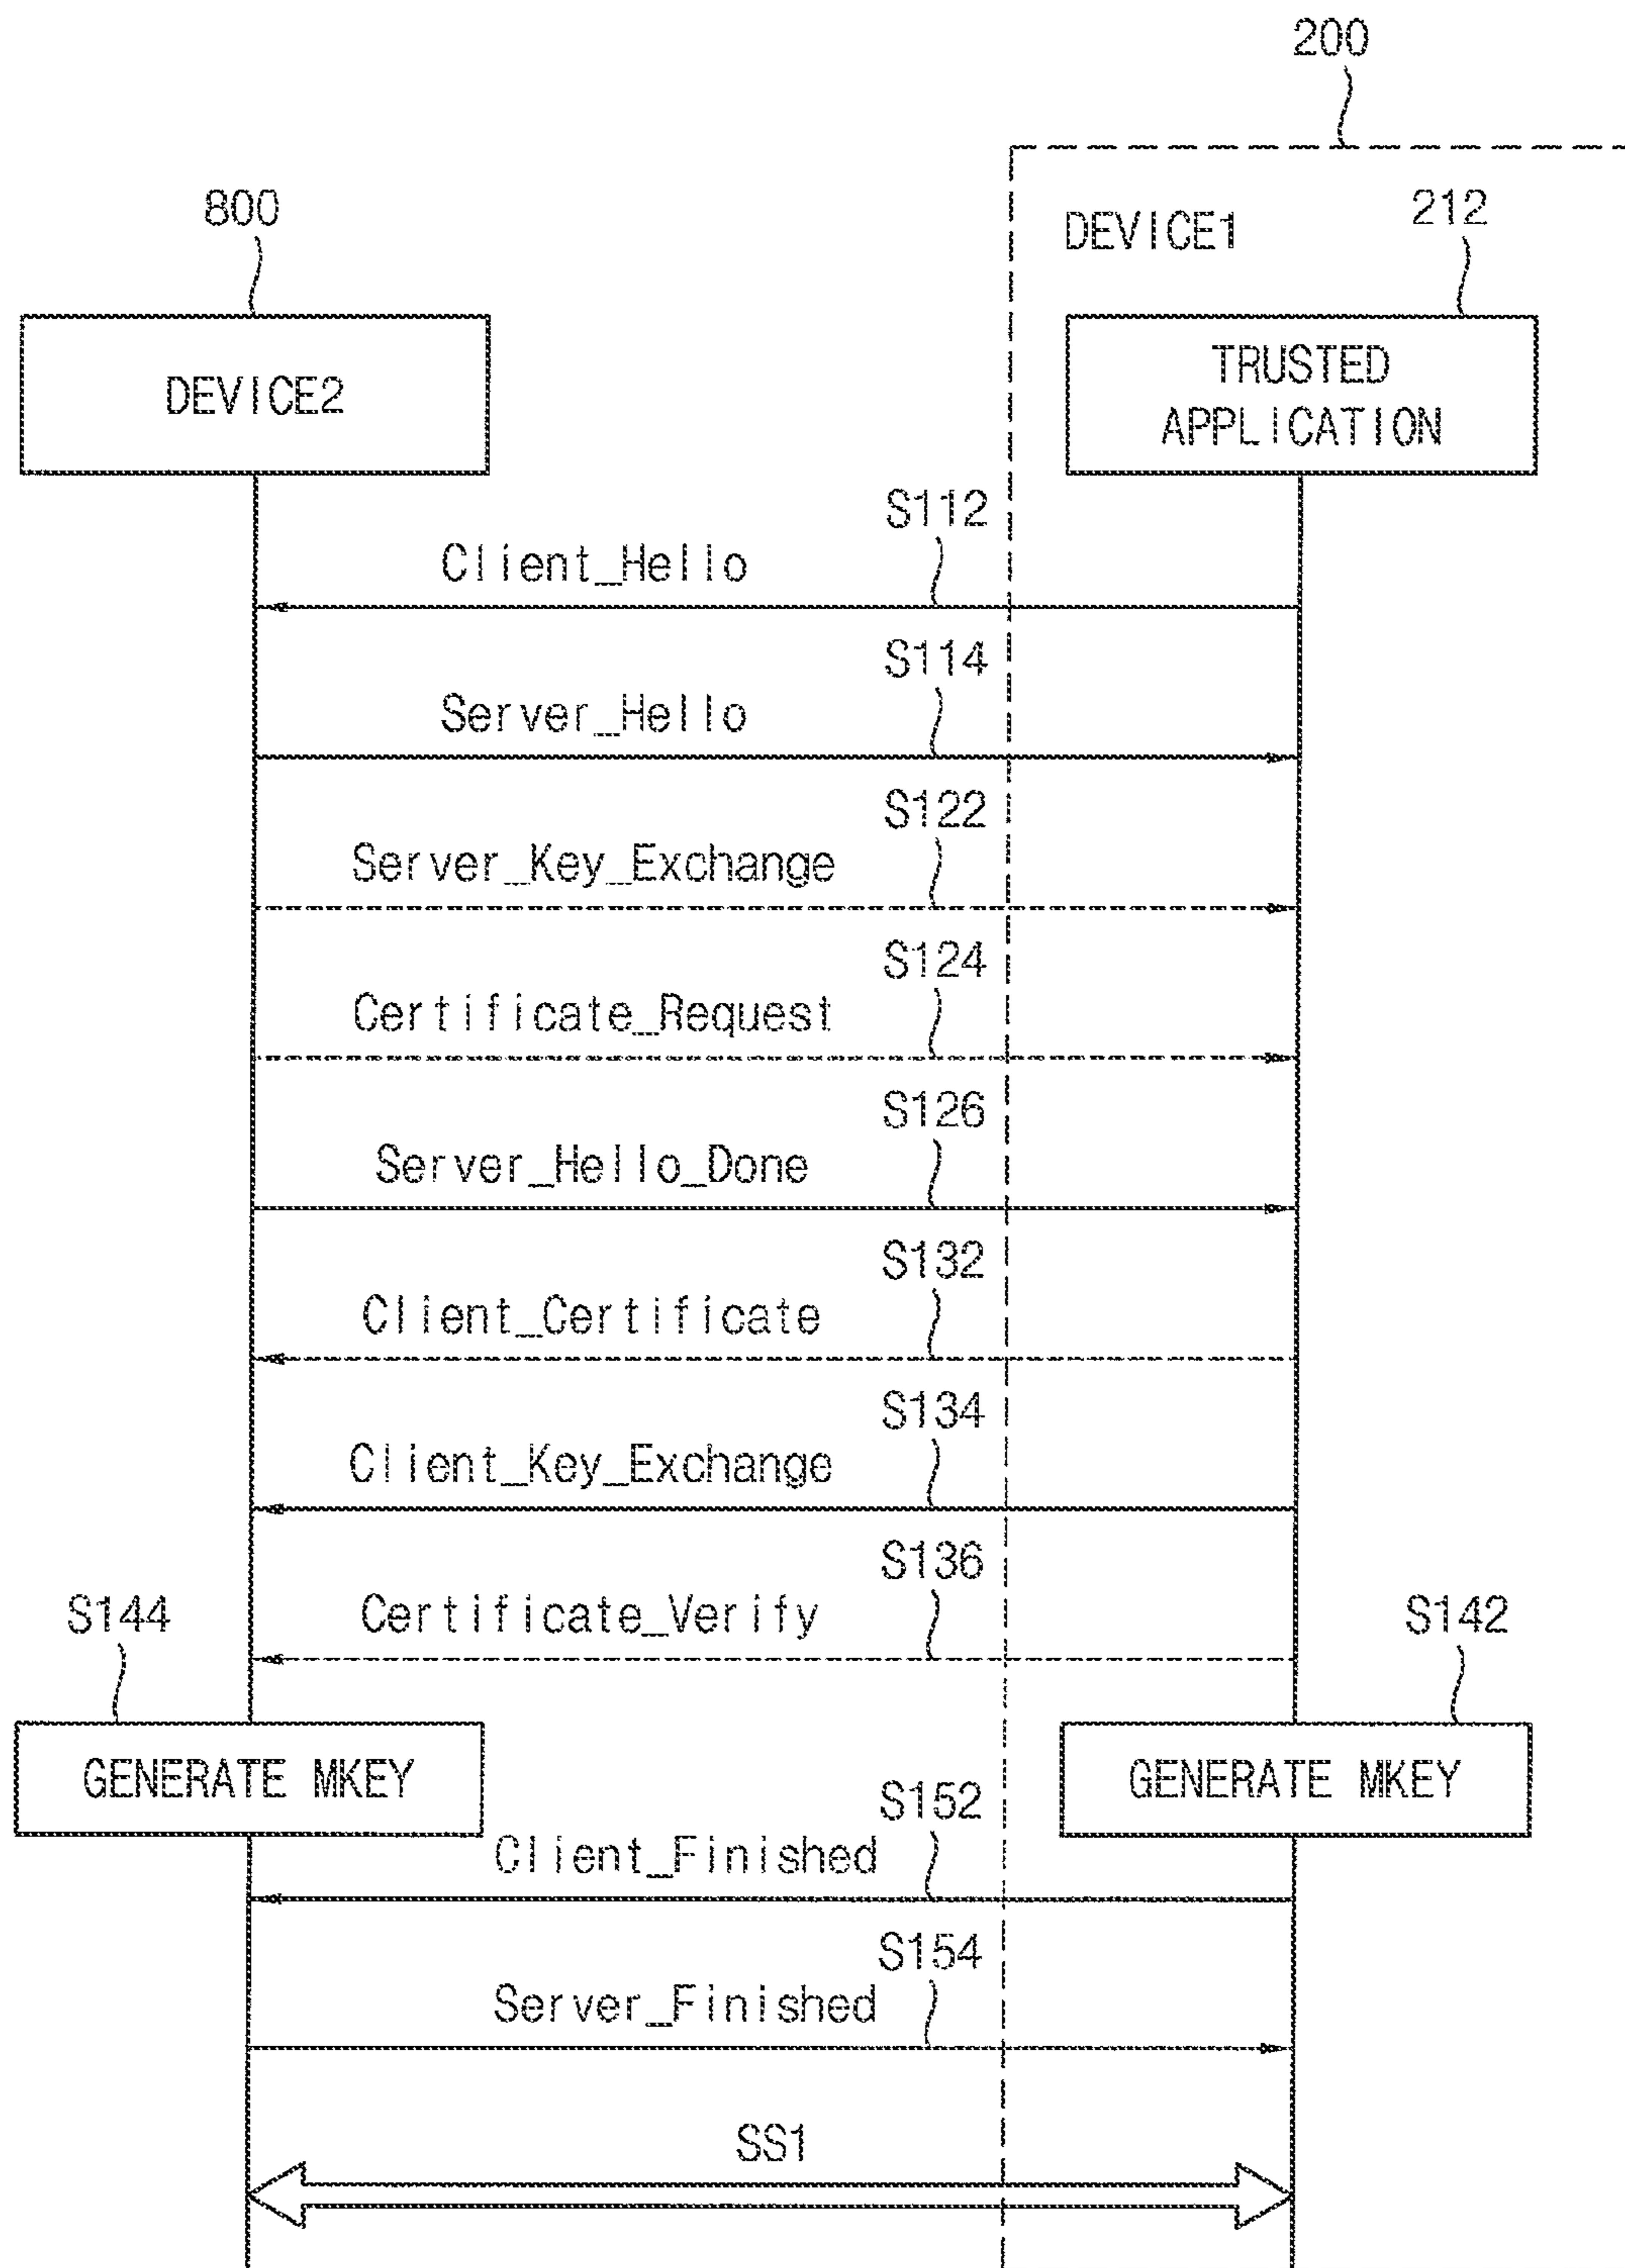 200
800
DEVICE1
212
DEVICE2
TRUSTED
APPLICATION
S112
Client_Hello
S114
Server_Hello
S122
Server_Key_Exchange
S124
Certificate_Request
S126
Server_Hello_Done
S132
Client_Certificate
S134
Client_Key_Exchange
S136
S144
Certificate_Verify
S142
GENERATE MKEY
GENERATE MKEY
S152
Client_Finished
S154
Server_Finished
SS1